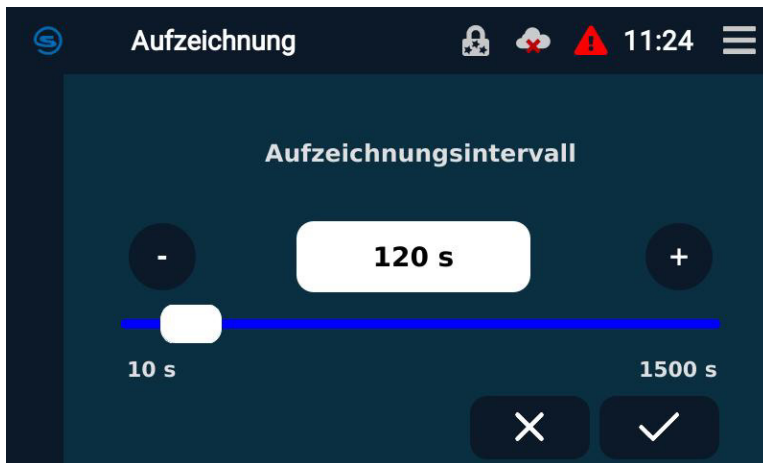 Aufzeichnung
11:24
Aufzeichnungsintervall
-
120 s
+
10 s
1500 s